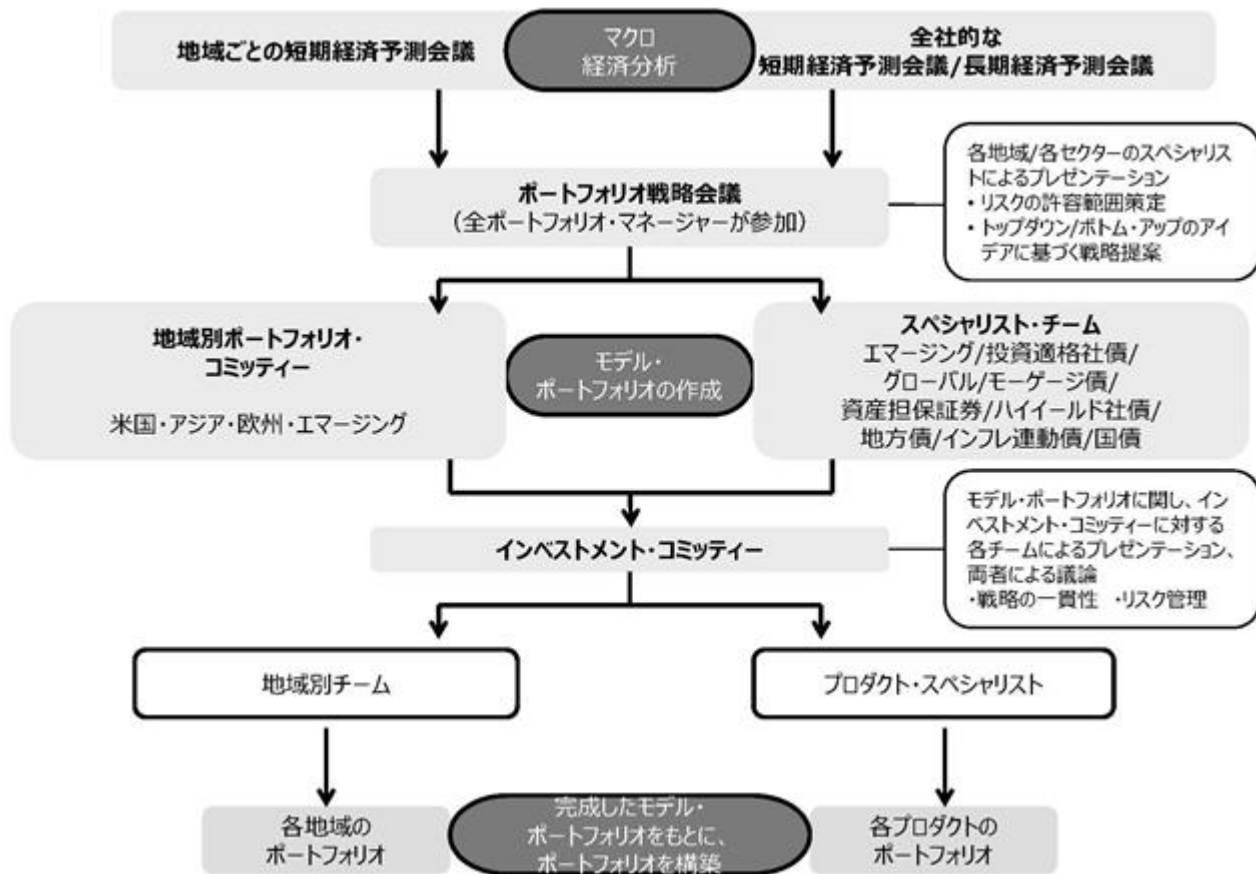 地域ごとの短期経済予測会議
マクロ
経済分析
全社的な
短期経済予測会議/長期経済予測会議
各地域/各セクターのスペシャリス
トによるプレゼンテーション
・リスクの許容範囲策定
・トップダウン/ボトム・アップのアイ
デアに基づく戦略提案
ポートフォリオ戦略会議
（全ポートフォリオ・マネージャーが参加）
地域別ポートフォリオ・
コミッティー
米国・アジア・欧州・エマージング
モデル・
ポートフォリオの作成
スペシャリスト・チーム
エマージング/投資適格社債/
グローバル/モーゲージ債/
資産担保証券/ハイイールド社債/
地方債/インフレ連動債/国債
モデル・ポートフォリオに関し、イン
ベストメント・コミッティーに対する
各チームによるプレゼンテーション、
両者による議論
・戦略の一貫性 ・リスク管理
インベストメント・コミッティー
地域別チーム
プロダクト・スペシャリスト
各地域の
ポートフォリオ
完成したモデル・
ポートフォリオをもとに、
ポートフォリオを構築
各プロダクトの
ポートフォリオ